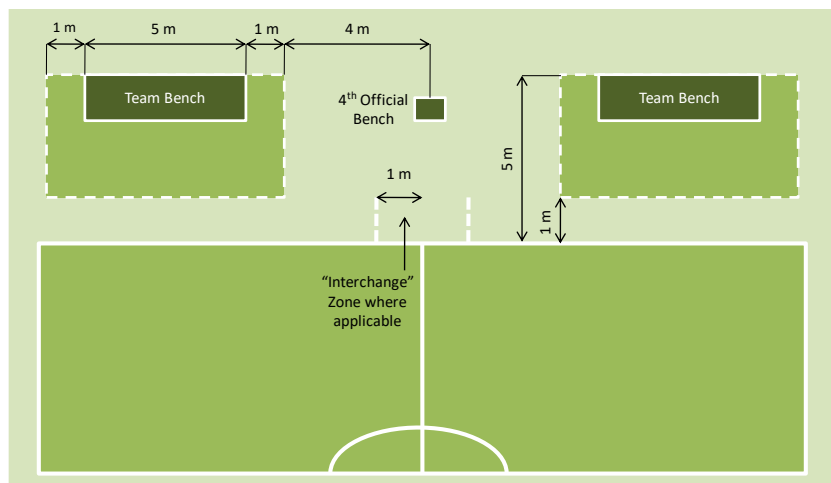 1 m
5 m
1 m
4 m
Team Bench
4th Official
Bench
Team Bench
5 m
1 m
1 m
“Interchange”
Zone where
applicable